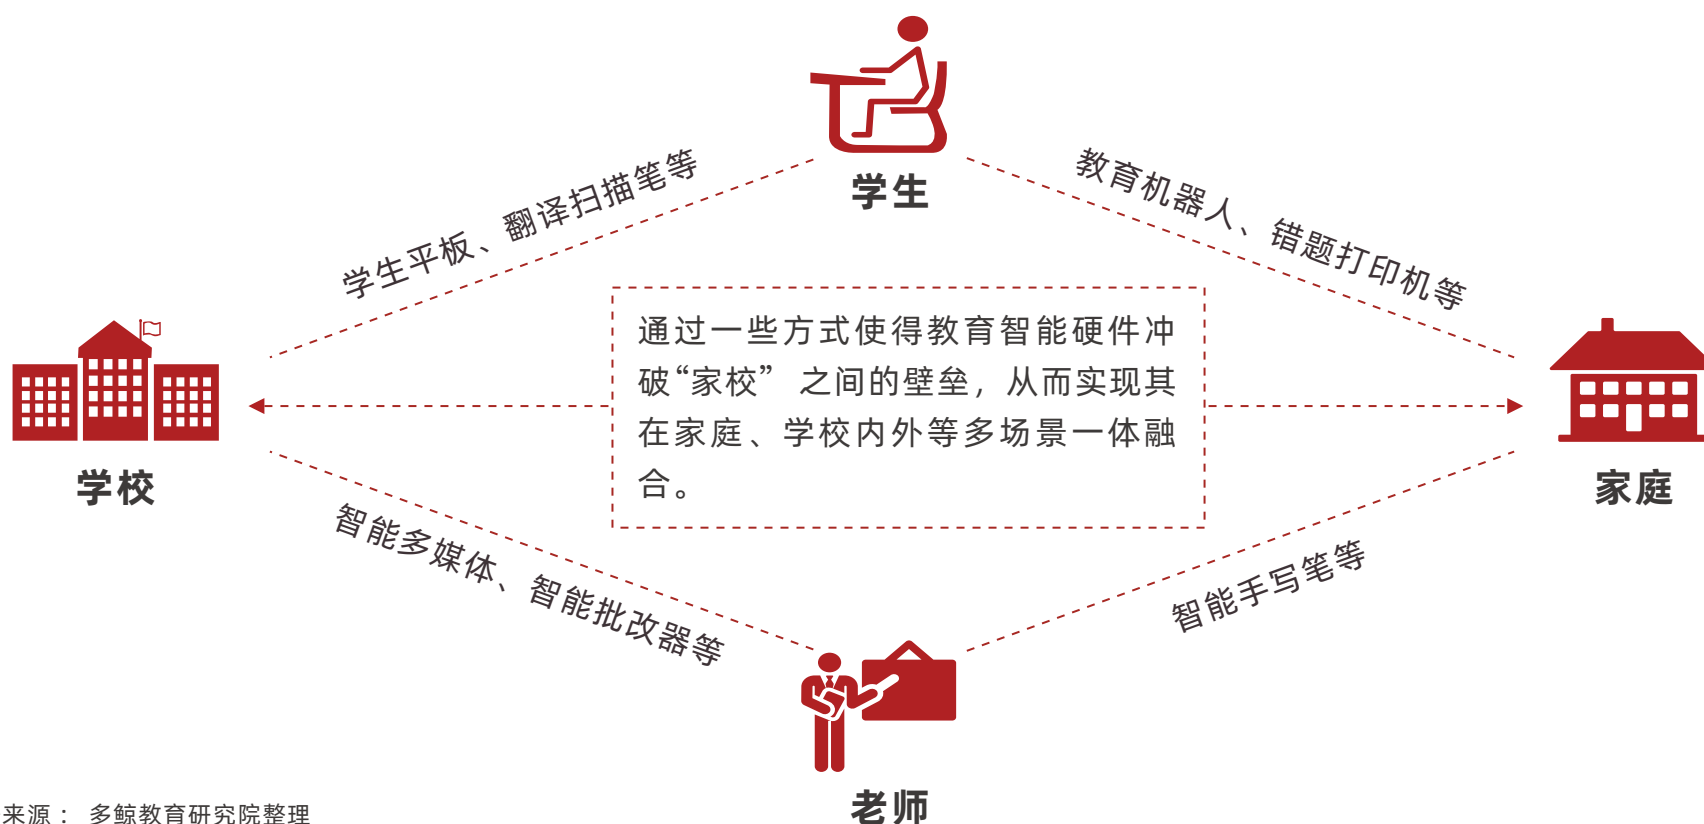 学生
学生平板、翻译扫描笔等
教育机器人、错题打印机等
通过一些方式使得教育智能硬件冲
破“家校” 之间的壁垒，从而实现其
在家庭、学校内外等多场景一体融
合。
学校
家庭
智能多媒体、智能批改器等
智能手写笔等
老师
来源： 多鲸教育研究院整理